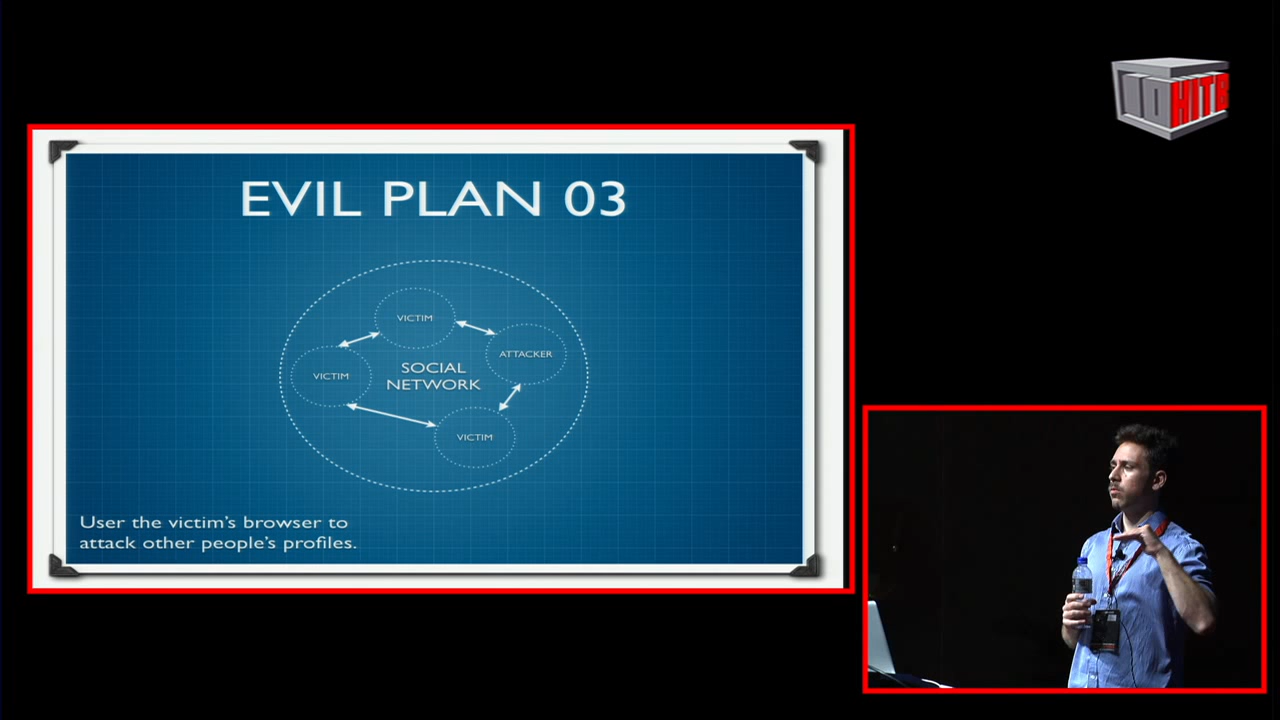 HITB
EVIL PLAN 03
VICTIM
ATTACKER
VICTIM
SOCIAL
NETWORK
VICTIM
User the victim's browser to
attack other people's profiles.